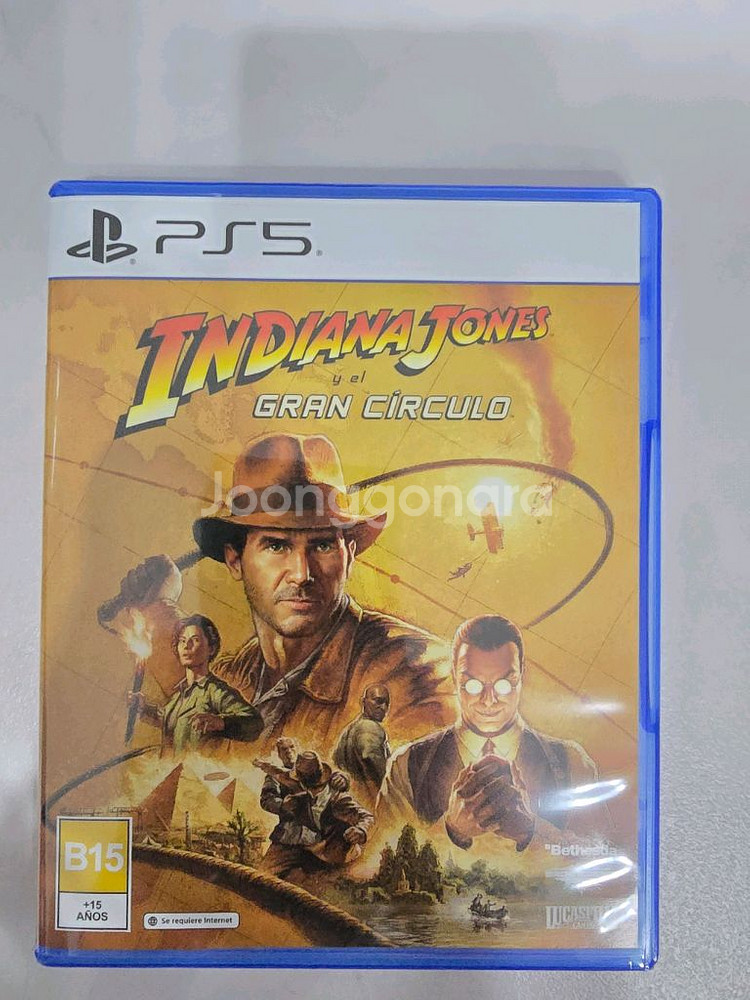 PS5
INDIANA JONES
y el
GRAN CÍRCULO
Joonggonara
B15
+15
AÑOS
Se requiere Internet
Bethesda